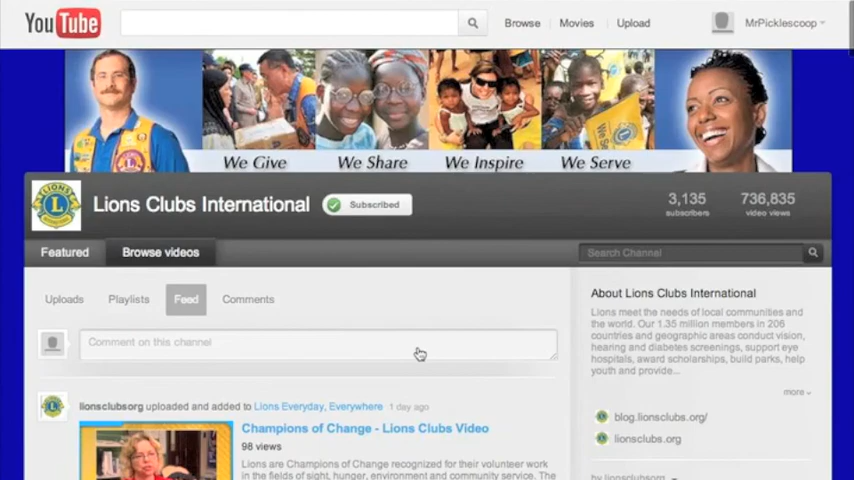 YouTube
Browse
Movies
Upload
MrPicklescoop
We Give
We Share
We Inspire
We Serve
Lions Clubs International
Subscribed
3,135
subscribers
736,835
video views
Featured
Browse videos
Search Channel
Uploads
Playlists
Feed
Comments
Comment on this channel
lionsclubsorg uploaded and added to Lions Everyday, Everywhere 1 day ago
Champions of Change - Lions Clubs Video
98 views
Lions are Champions of Change recognized for their volunteer work
in the fields of sight, hunger, environment and community service. The
About Lions Clubs International
Lions meet the needs of local communities and
the world. Our 1.35 million members in 206
countries and geographic areas conduct vision,
hearing and diabetes screenings, support eye
hospitals, award scholarships, build parks, help
youth and provide...
more
blog.lionsclubs.org/
lionsclubs.org
by lionsclubsorg